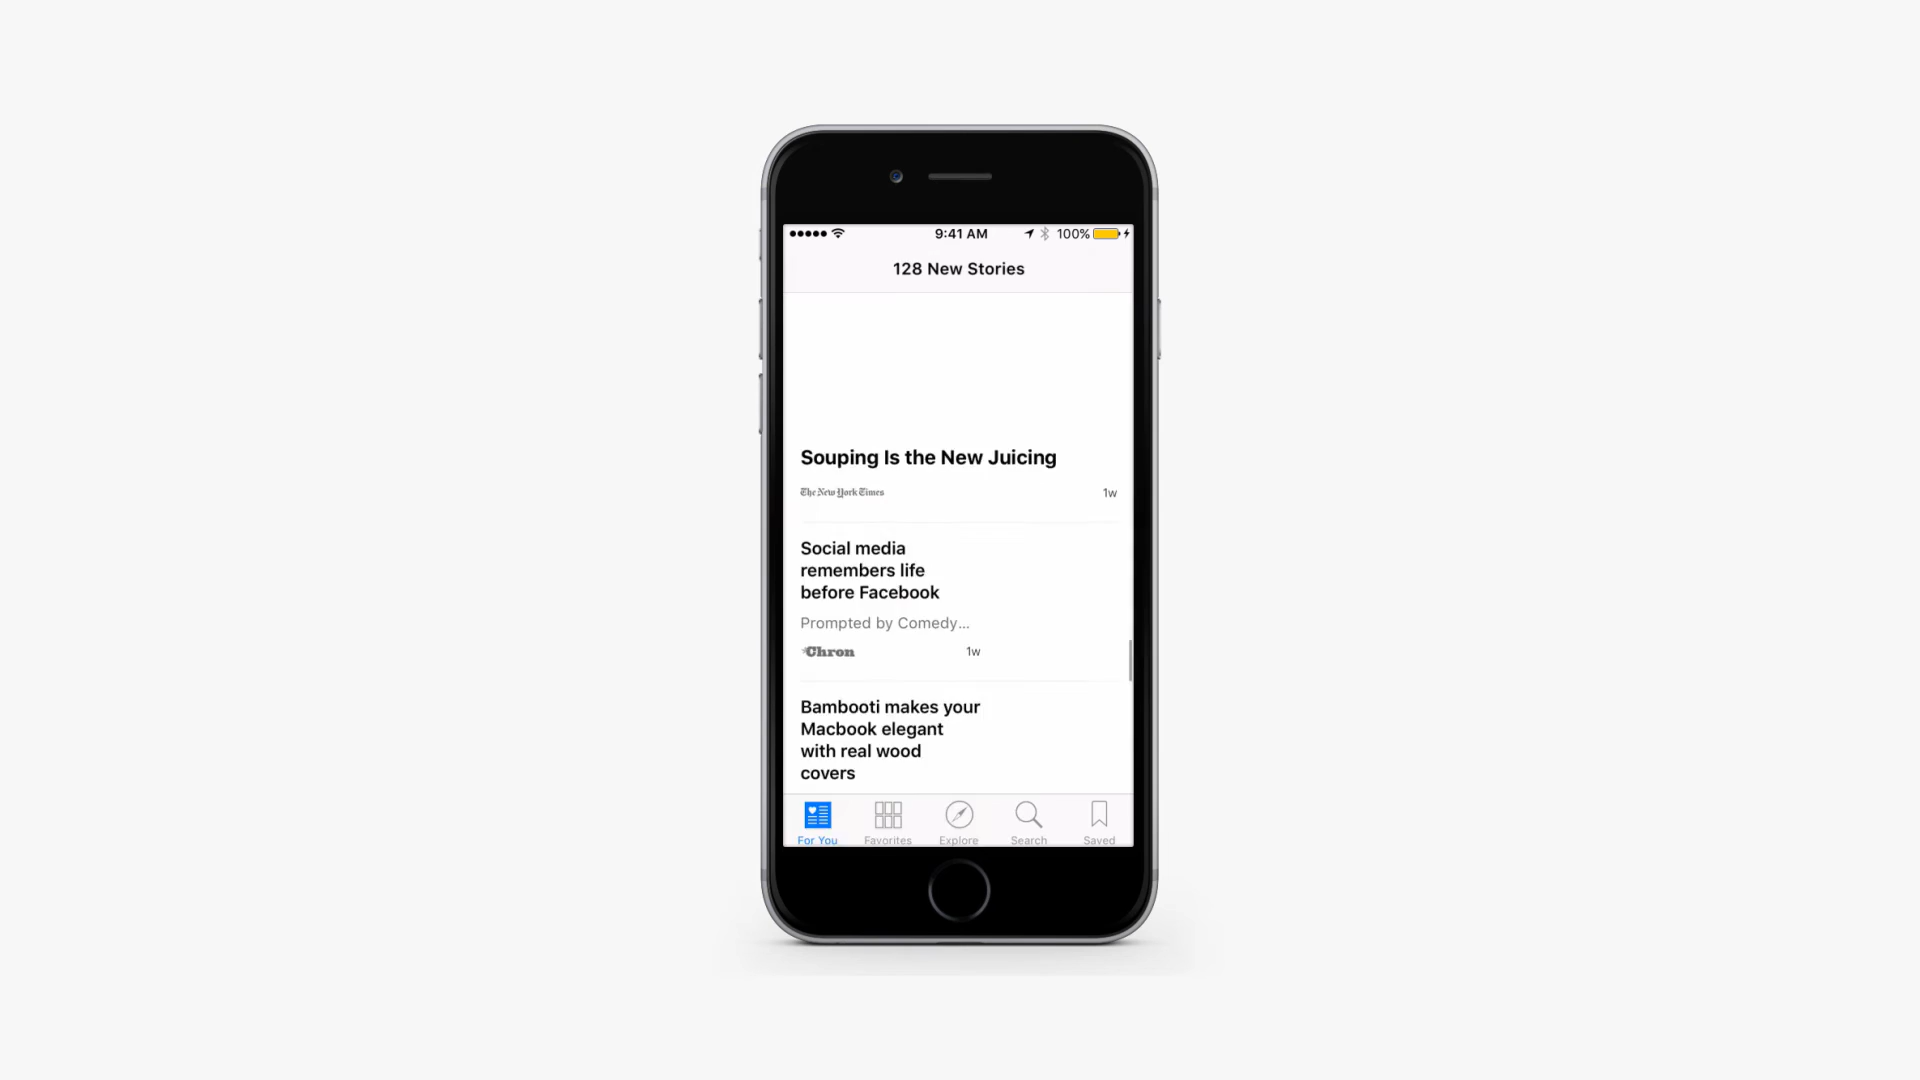 9:41 AM
100%
128 New Stories
Souping Is the New Juicing
The New York Times
1w
Social media
remembers life
before Facebook
Prompted by Comedy...
Chron
1w
Bambooti makes your
Macbook elegant
with real wood
covers
For You
Favorites
Explore
Search
Saved